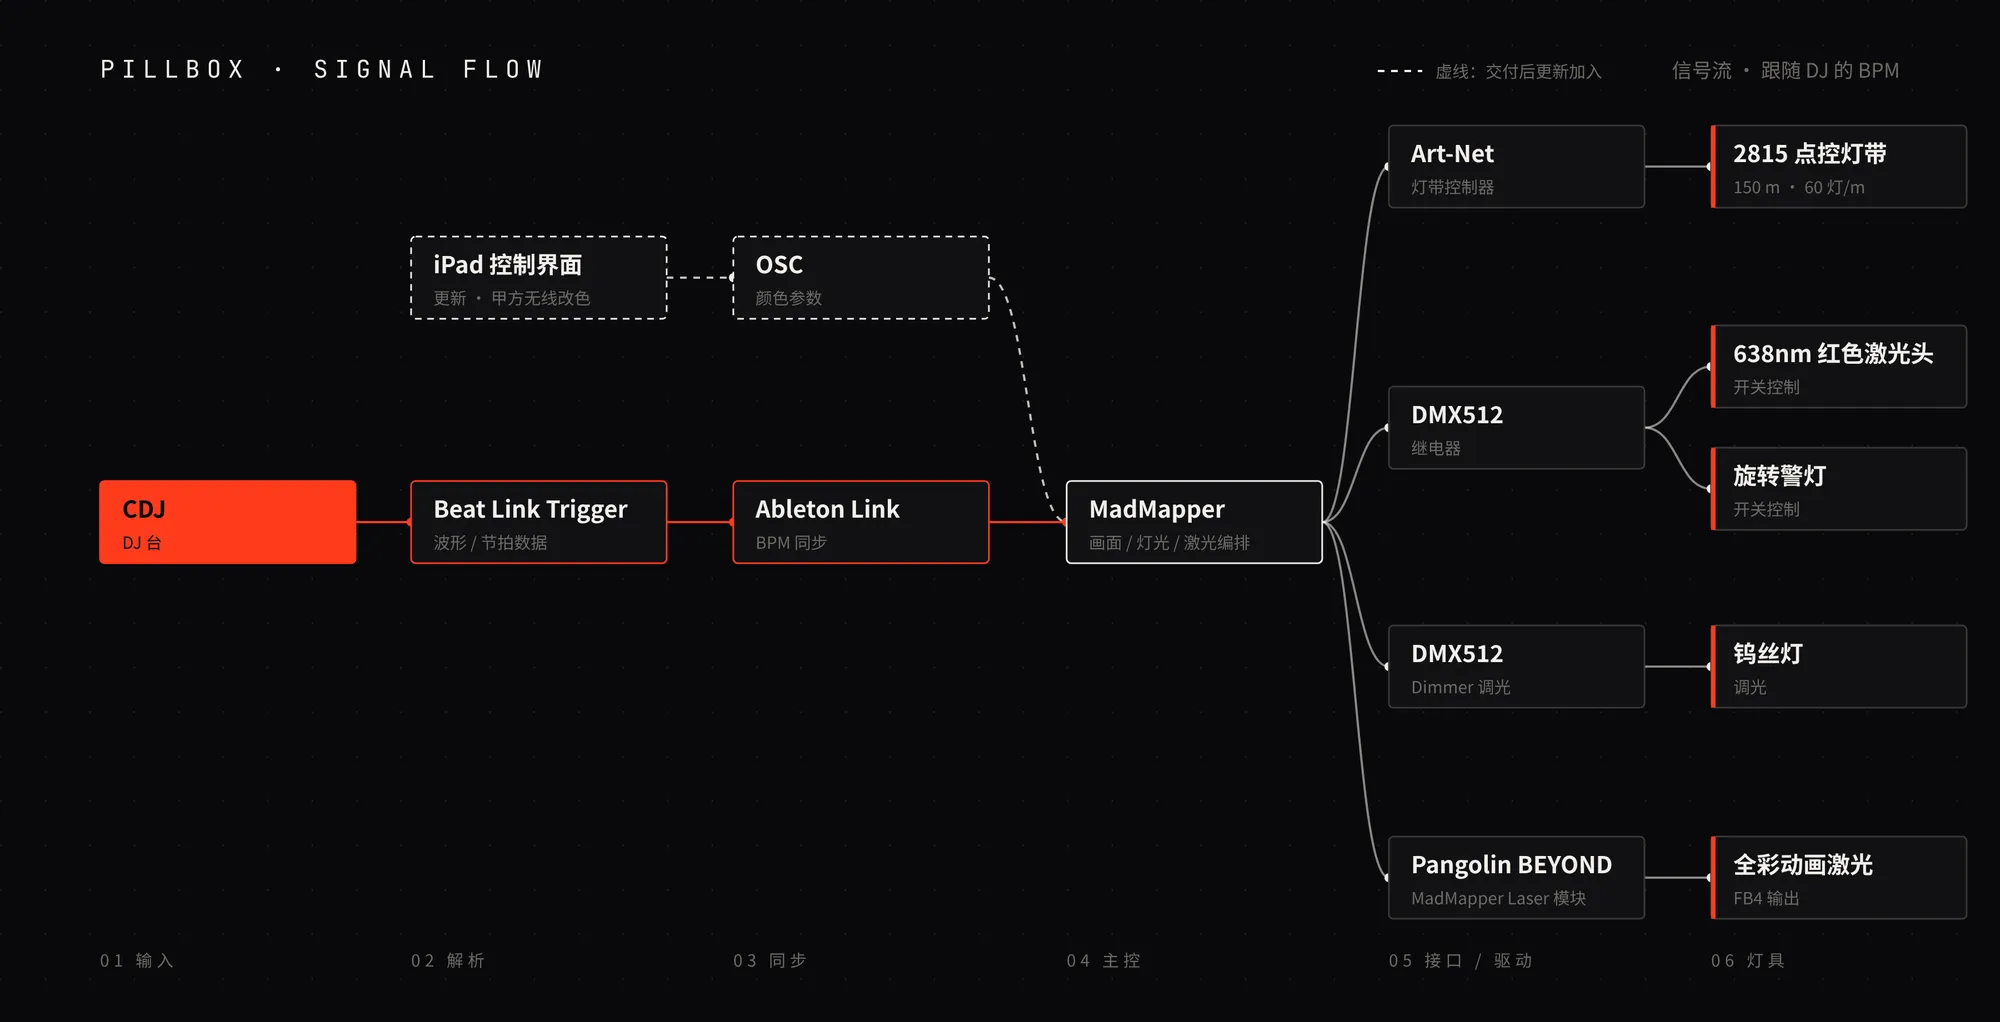 PILLBOX · SIGNAL FLOW
虚线：交付后更新加入
信号流 · 跟随 DJ 的 BPM
Art-Net
灯带控制器
2815 点控灯带
150 m · 60 灯/m
iPad 控制界面
更新 · 甲方无线改色
OSC
颜色参数
638nm 红色激光头
开关控制
DMX512
继电器
旋转警灯
开关控制
CDJ
DJ 台
Beat Link Trigger
波形 / 节拍数据
Ableton Link
BPM 同步
MadMapper
画面 / 灯光 / 激光编排
DMX512
Dimmer 调光
钨丝灯
调光
Pangolin BEYOND
MadMapper Laser 模块
全彩动画激光
FB4 输出
01 输入
02 解析
03 同步
04 主控
05 接口 / 驱动
06 灯具